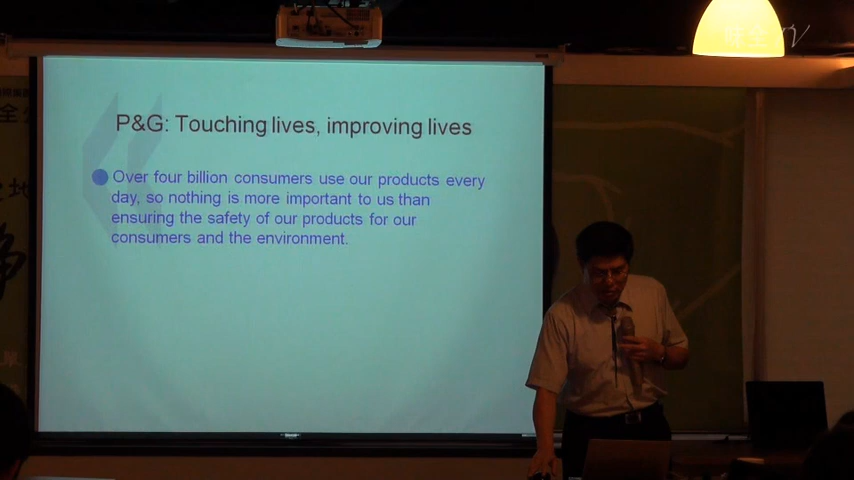 P&G: Touching lives, improving lives
Over four billion consumers use our products every
day, so nothing is more important to us than
ensuring the safety of our products for our
consumers and the environment.